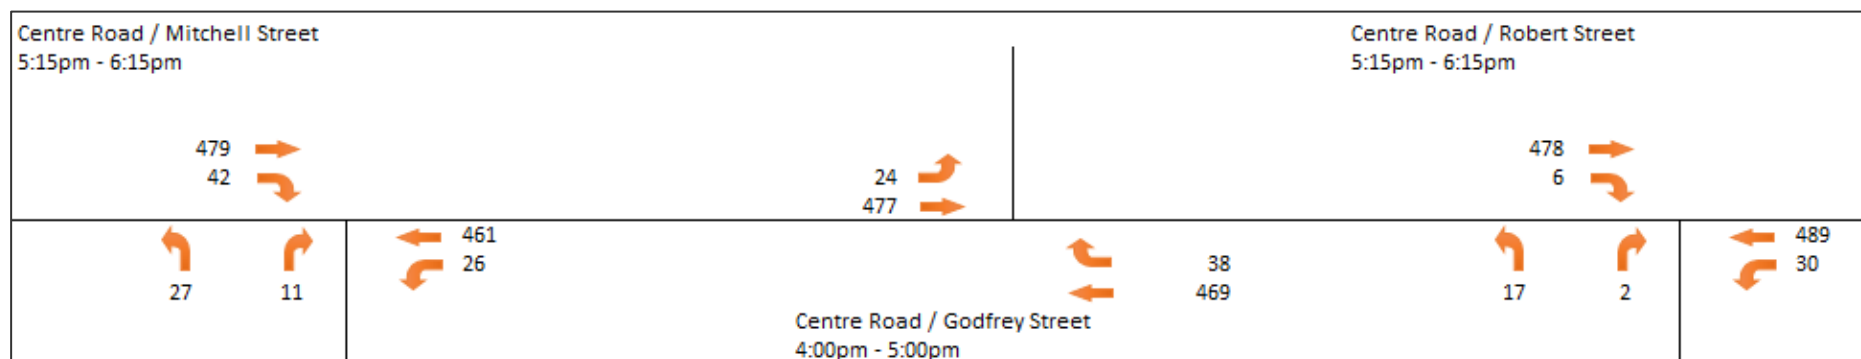 Centre Road / Mitchell Street
5:15pm - 6:15pm
Centre Road / Robert Street
5:15pm - 6:15pm
479
42
24
477
478
6
461
26
27
11
38
469
17
2
489
30
Centre Road / Godfrey Street
4:00pm - 5:00pm